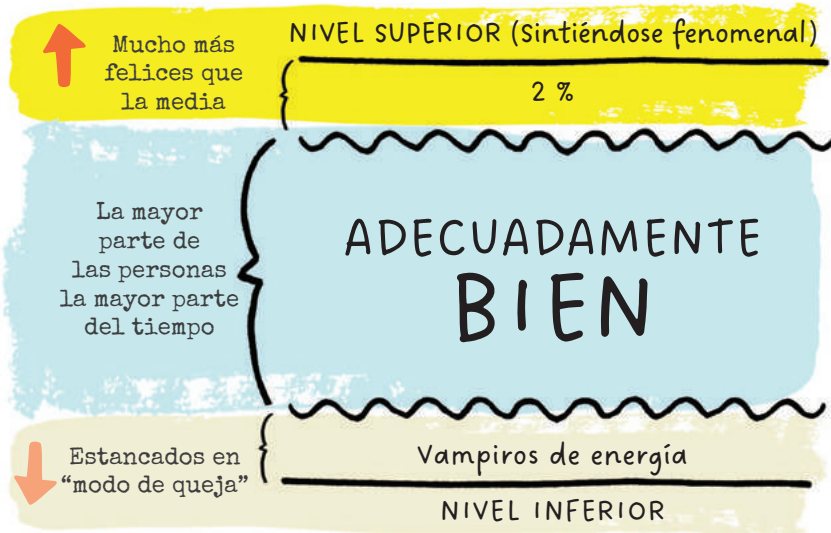 Mucho más
felices que
la media
NIVEL SUPERIOR (Sintiéndose fenomenal)
2 %
La mayor
parte de
las personas
la mayor parte
del tiempo
ADECUADAMENTE
BIEN
Estancados en
“modo de queja”
Vampiros de energía
NIVEL INFERIOR